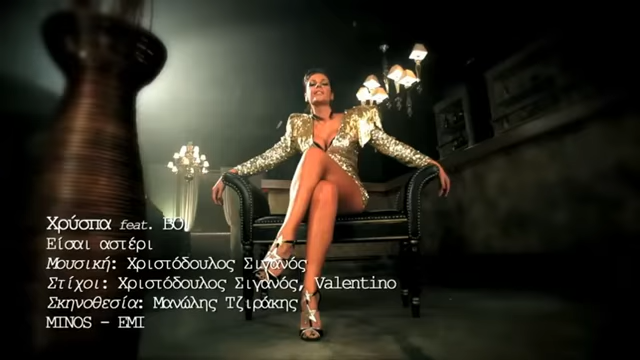 Χρύσπα feat. BO
Είσαι αστέρι
Μουσική: Χριστόδουλος Σιγανός
Στίχοι: Χριστόδουλος Σιγανός, Valentino
Σκηνοθεσία: Μανώλης Τζιράκης
MINOS - EMI